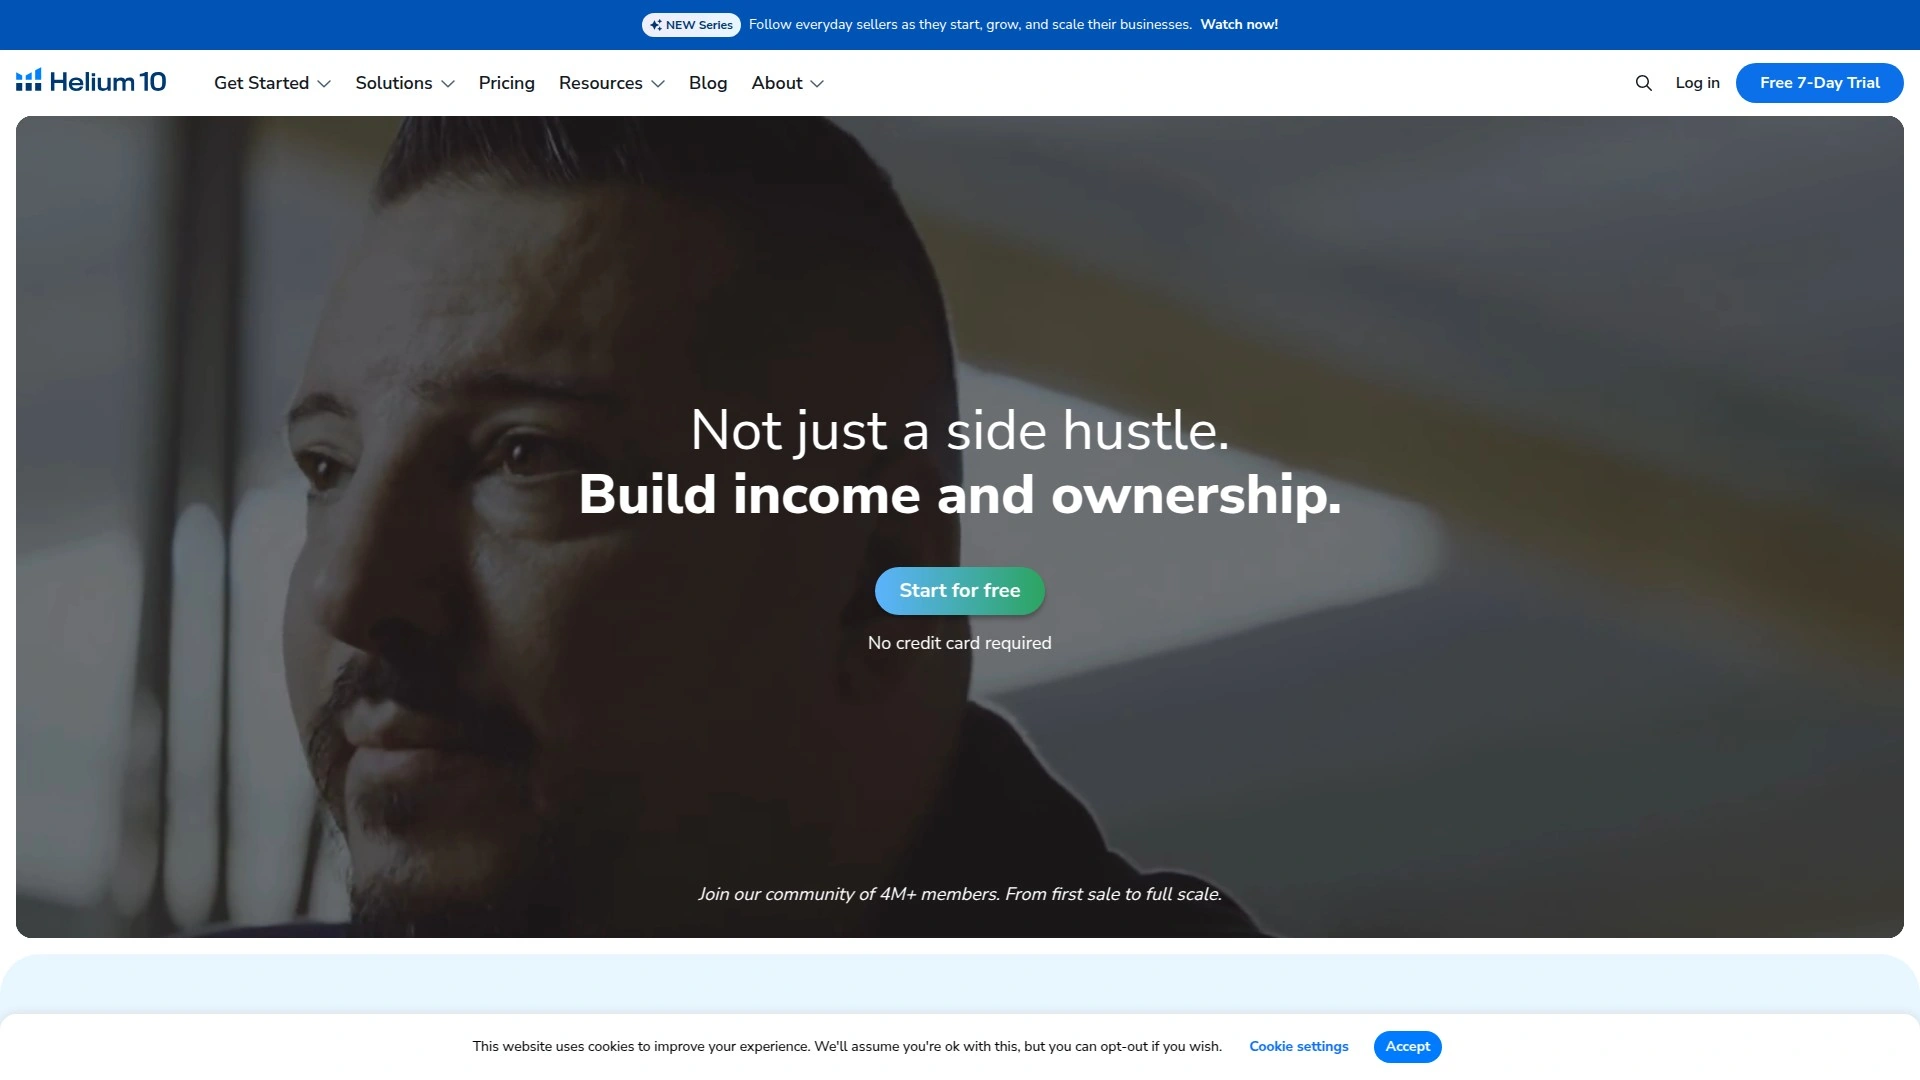 NEW Series Follow everyday sellers as they start, grow, and scale their businesses. Watch now!
Helium 10 Get Started Solutions Pricing Resources Blog About Log in Free 7-Day Trial
Not just a side hustle.
Build income and ownership.
Start for free
No credit card required
Join our community of 4M+ members. From first sale to full scale.
This website uses cookies to improve your experience. We'll assume you're ok with this, but you can opt-out if you wish. Cookie settings Accept